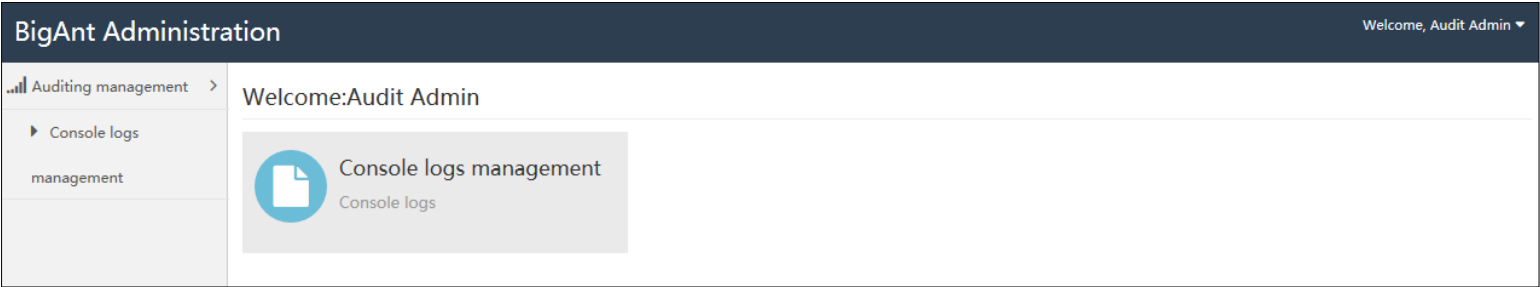 BigAnt Administration
Welcome, Audit Admin
Auditing management
Console logs
management
Welcome:Audit Admin
Console logs management
Console logs